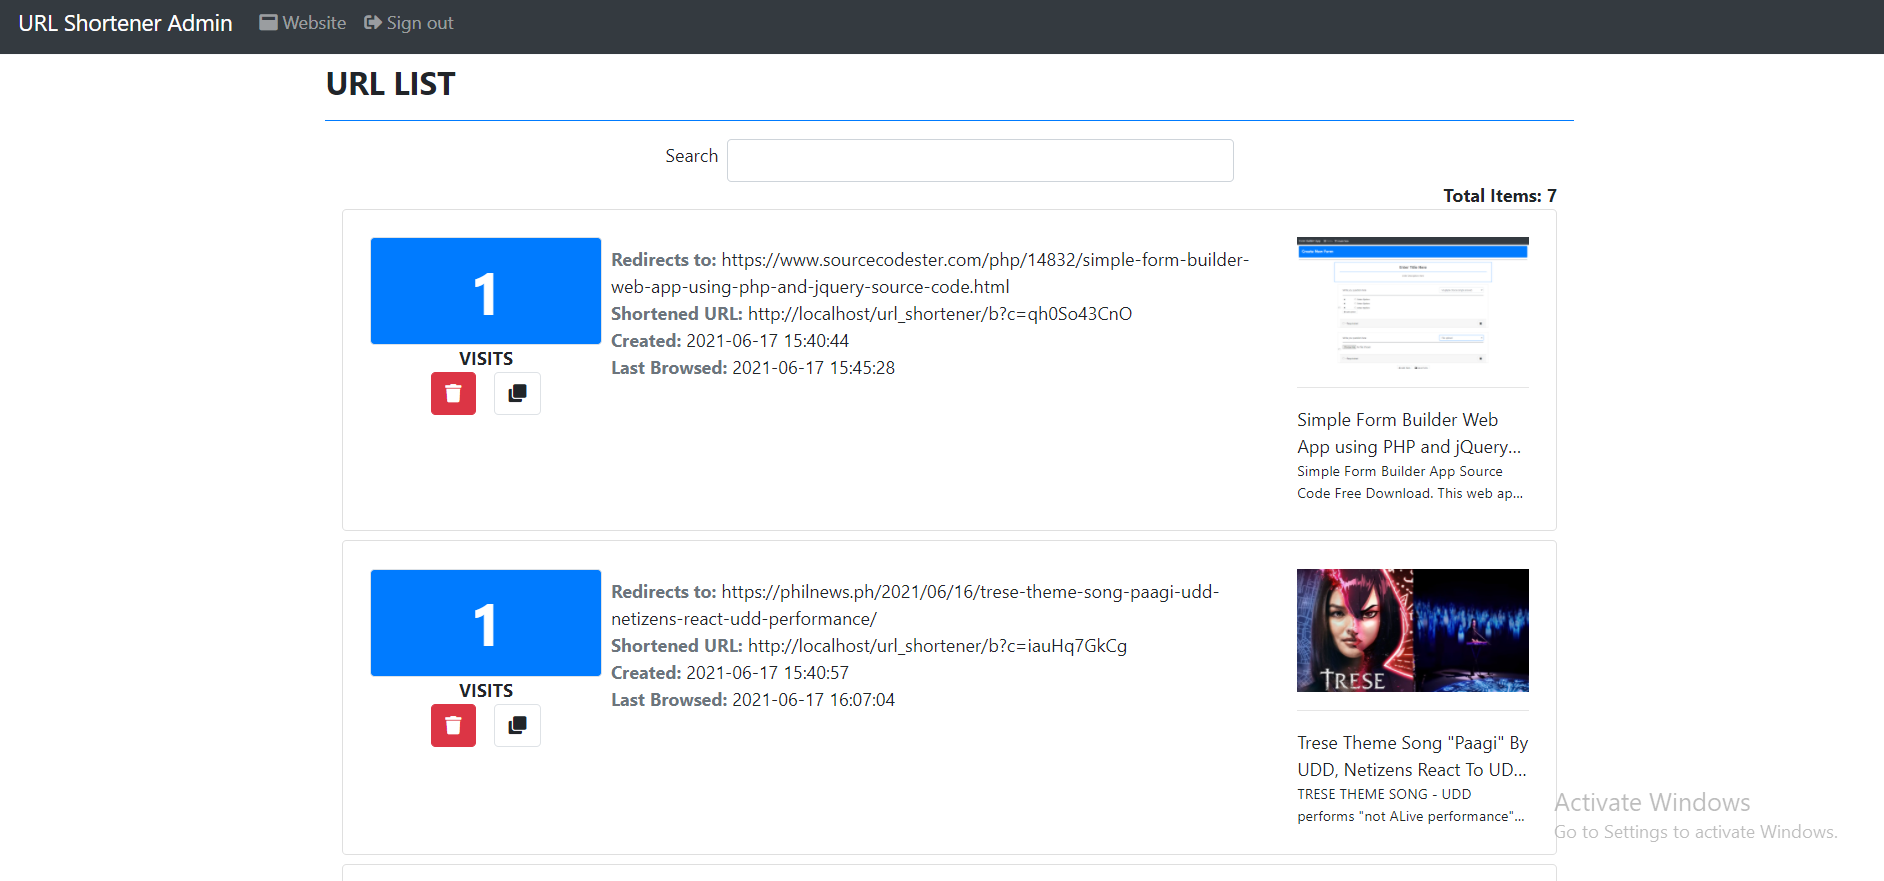 URL Shortener Admin Website Sign out
URL LIST
Search
Total Items: 7
1
VISITS
Redirects to: https://www.sourcecodester.com/php/14832/simple-form-builder-
web-app-using-php-and-jquery-source-code.html
Shortened URL: http://localhost/url_shortener/b?c=qh0So43CnO
Created: 2021-06-17 15:40:44
Last Browsed: 2021-06-17 15:45:28
Create New Form
Enter Title Here
Simple Form Builder Web
App using PHP and jQuery...
Simple Form Builder App Source
Code Free Download. This web ap...
1
VISITS
Redirects to: https://philnews.ph/2021/06/16/trese-theme-song-paagi-udd-
netizens-react-udd-performance/
Shortened URL: http://localhost/url_shortener/b?c=iauHq7GkCg
Created: 2021-06-17 15:40:57
Last Browsed: 2021-06-17 16:07:04
TRESE
Trese Theme Song "Paagi" By
UDD, Netizens React To UD...
TRESE THEME SONG - UDD
performs "not ALive performance"...
Activate Windows
Go to Settings to activate Windows.